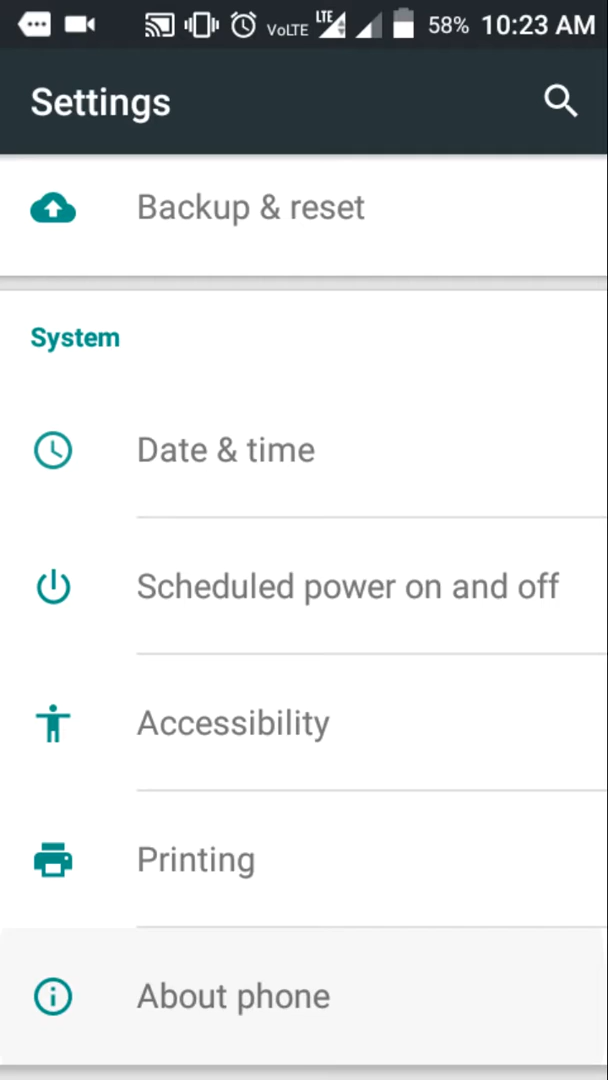 VoLTE LTE 58% 10:23 AM
Settings
Backup & reset
System
Date & time
Scheduled power on and off
Accessibility
Printing
About phone